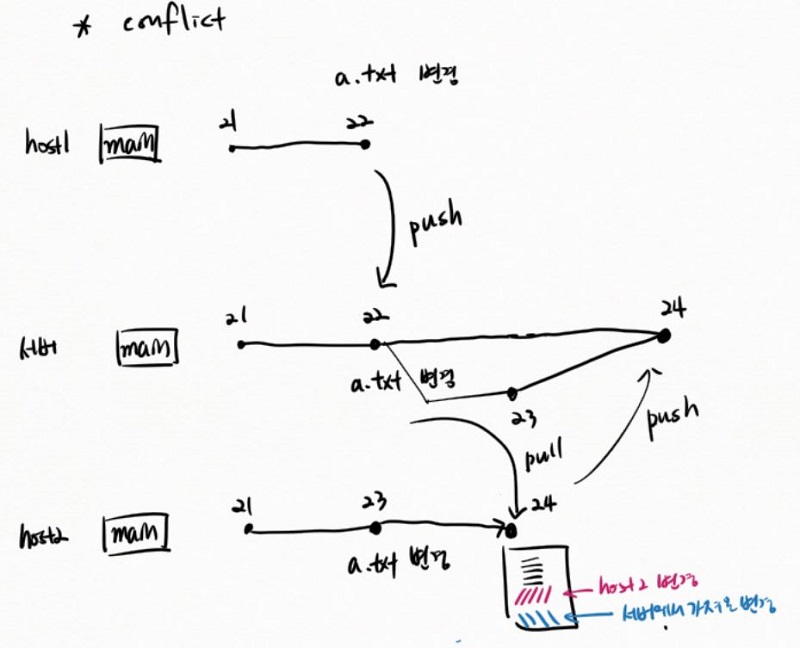 * conflict
a.txt 변경
host1 main 21 22
push
서버 main 21 22 24
a.txt 변경
23
push
pull
host2 main 21 23 24
a.txt 변경
host2 변경
서버에서 가져온 변경